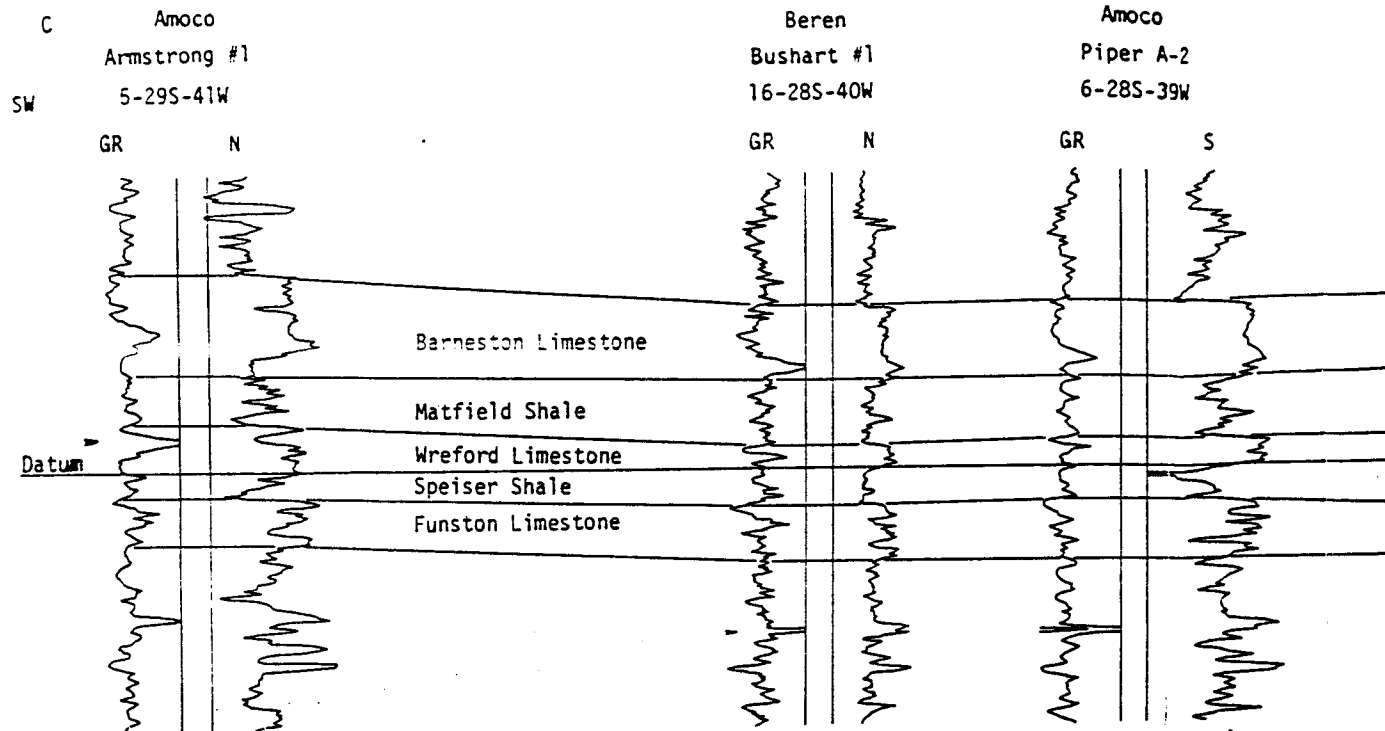 C Amoco Beren Amoco
Armstrong #1 Bushart #1 Piper A-2
SW 5-29S-41W 16-28S-40W 6-28S-39W
GR N GR N GR S
Barneston Limestone
Matfield Shale
Wreford Limestone
Datum
Speiser Shale
Funston Limestone